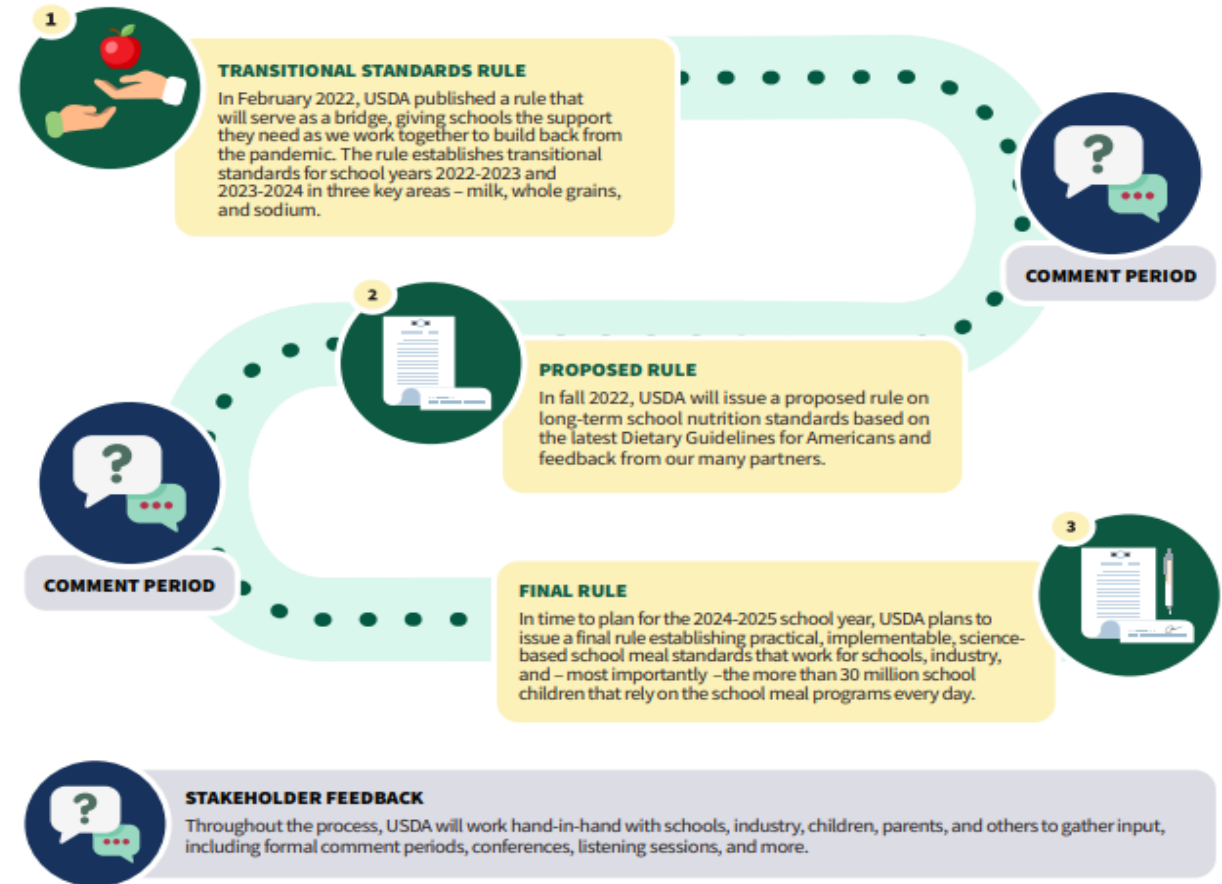 1
TRANSITIONAL STANDARDS RULE
In February 2022, USDA published a rule that
will serve as a bridge, giving schools the support
they need as we work together to build back from
the pandemic. The rule establishes transitional
standards for school years 2022-2023 and
2023-2024 in three key areas – milk, whole grains,
and sodium.
?
COMMENT PERIOD
2
PROPOSED RULE
In fall 2022, USDA will issue a proposed rule on
long-term school nutrition standards based on
the latest Dietary Guidelines for Americans and
feedback from our many partners.
?
COMMENT PERIOD
3
FINAL RULE
In time to plan for the 2024-2025 school year, USDA plans to
issue a final rule establishing practical, implementable, science-
based school meal standards that work for schools, industry,
and – most importantly –the more than 30 million school
children that rely on the school meal programs every day.
?
STAKEHOLDER FEEDBACK
Throughout the process, USDA will work hand-in-hand with schools, industry, children, parents, and others to gather input,
including formal comment periods, conferences, listening sessions, and more.